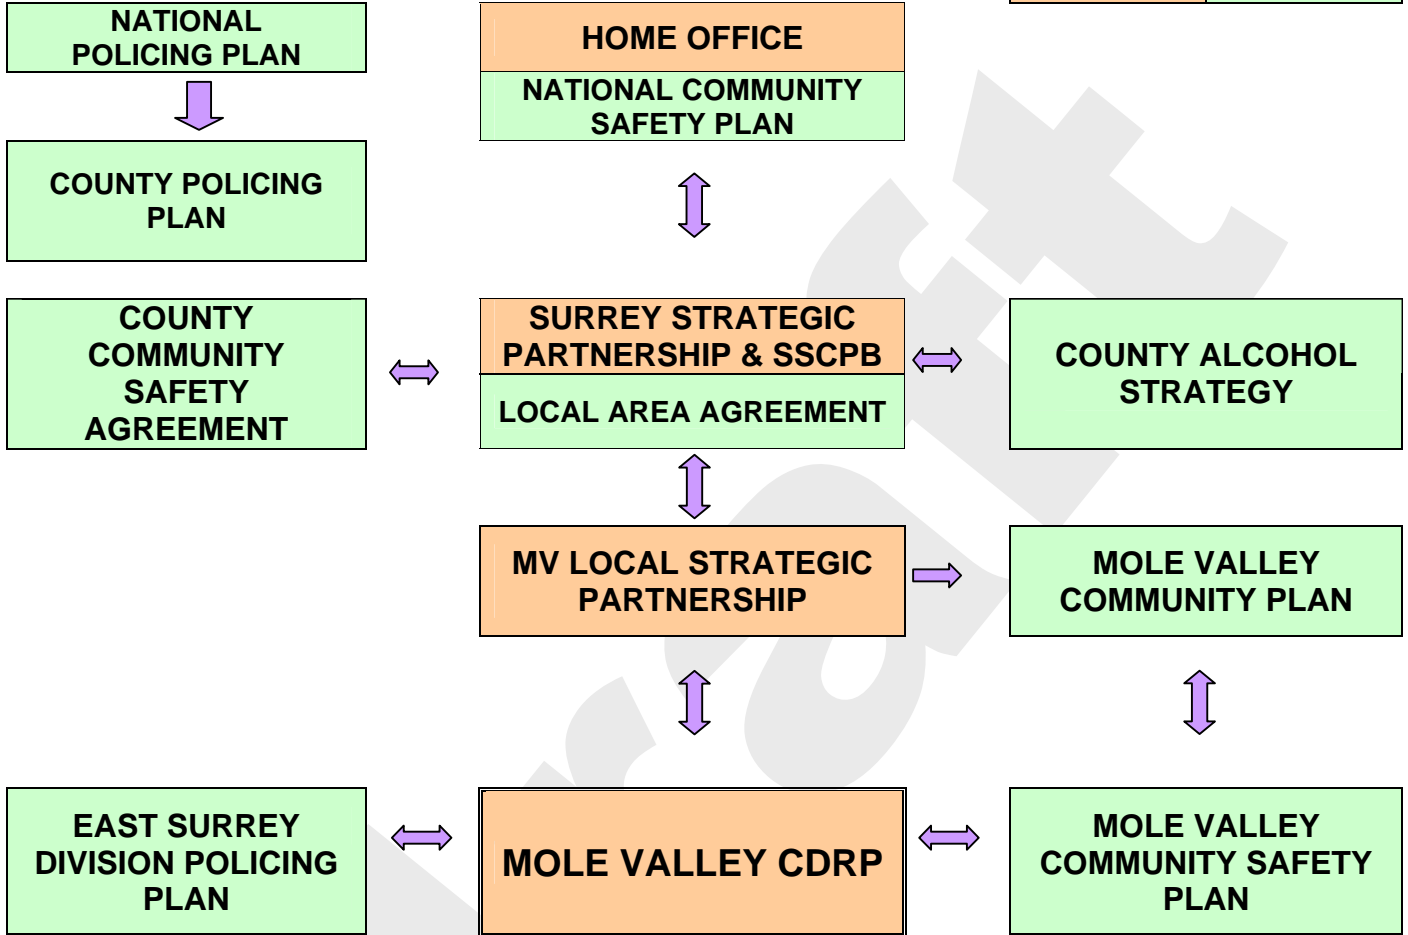 NATIONAL
POLICING PLAN
HOME OFFICE
NATIONAL COMMUNITY
SAFETY PLAN
COUNTY POLICING
PLAN
COUNTY
COMMUNITY
SAFETY
AGREEMENT
SURREY STRATEGIC
PARTNERSHIP & SSCPB
LOCAL AREA AGREEMENT
COUNTY ALCOHOL
STRATEGY
MV LOCAL STRATEGIC
PARTNERSHIP
MOLE VALLEY
COMMUNITY PLAN
EAST SURREY
DIVISION POLICING
PLAN
MOLE VALLEY CDRP
MOLE VALLEY
COMMUNITY SAFETY
PLAN
raft